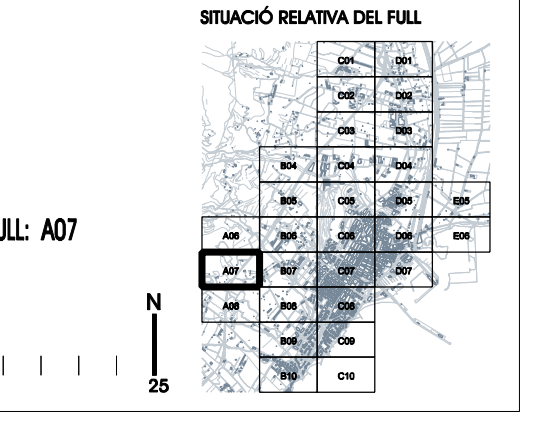 SITUACIÓ RELATIVA DEL FULL
C01 D01
C02 D02
C03 D03
B04 C04 D04
B05 C05 D05 E05
A06 B06 C06 D06 E06
ULL: A07
A07 B07 C07 D07
A08 B08 C08
N
B09 C09
B10 C10
25